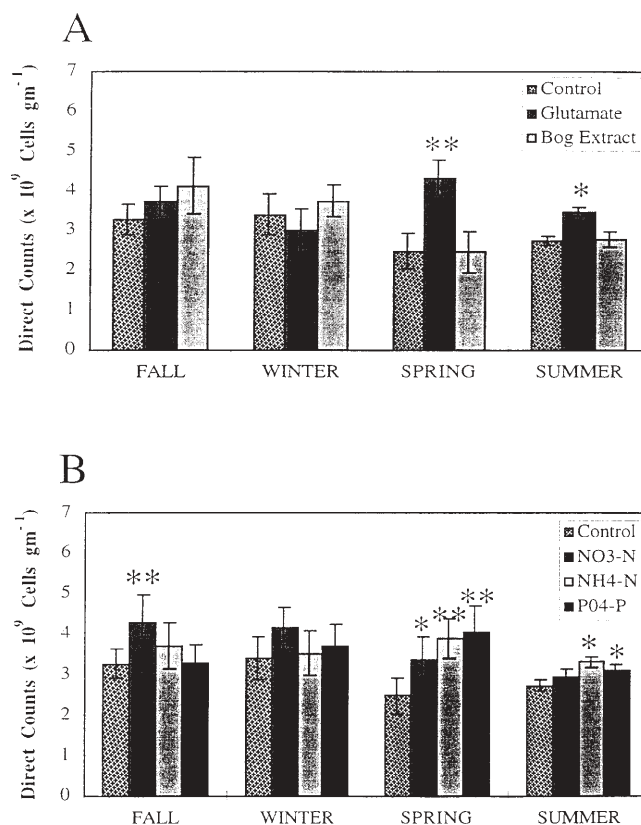 A
Direct Counts (x 10⁹ Cells gm⁻¹)
7
6
5
4
3
2
1
0
Control
Glutamate
Bog Extract
**
*
FALL WINTER SPRING SUMMER
B
Direct Counts (x 10⁹ Cells gm⁻¹)
7
6
5
4
3
2
1
0
Control
NO3-N
NH4-N
P04-P
**
* ** **
* *
FALL WINTER SPRING SUMMER